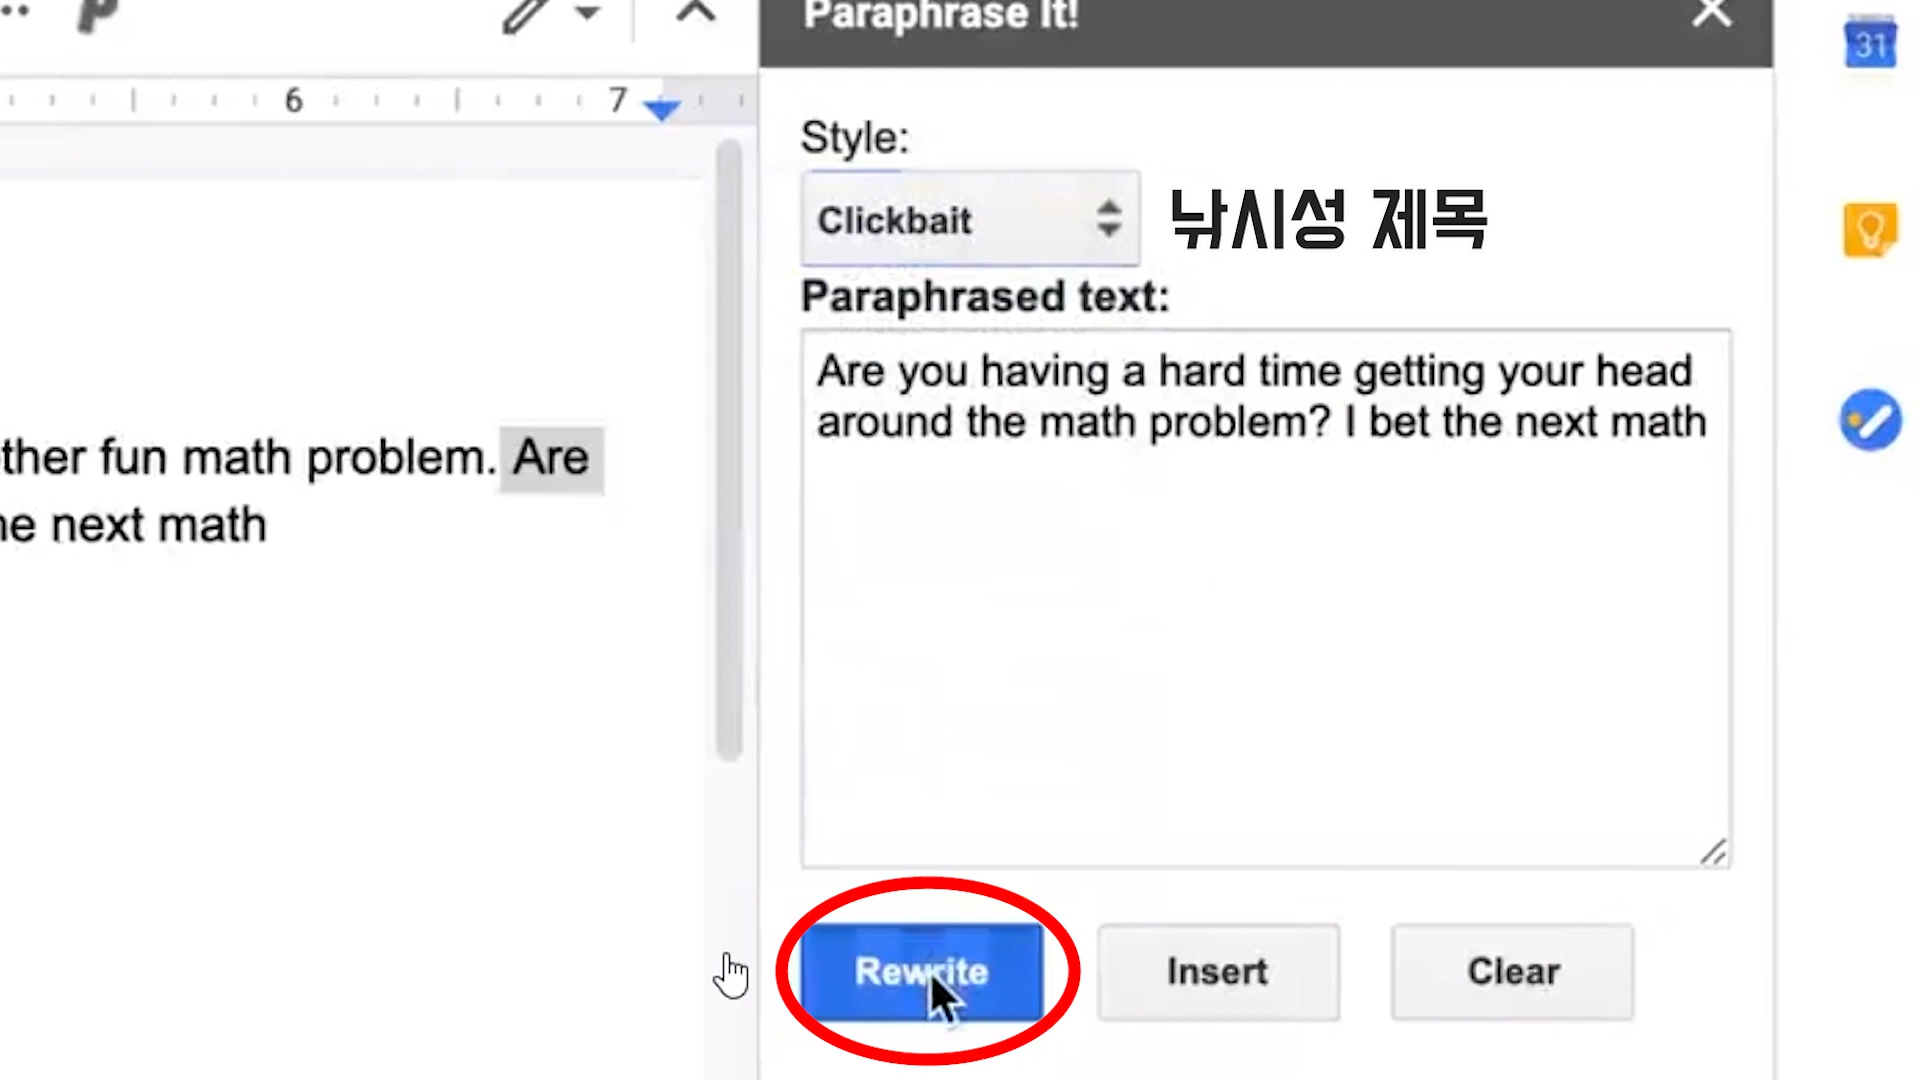 Paraphrase It!
31
6
7
Style:
Clickbait
낚시성 제목
Paraphrased text:
Are you having a hard time getting your head
around the math problem? I bet the next math
ther fun math problem. Are
he next math
Rewrite
Insert
Clear